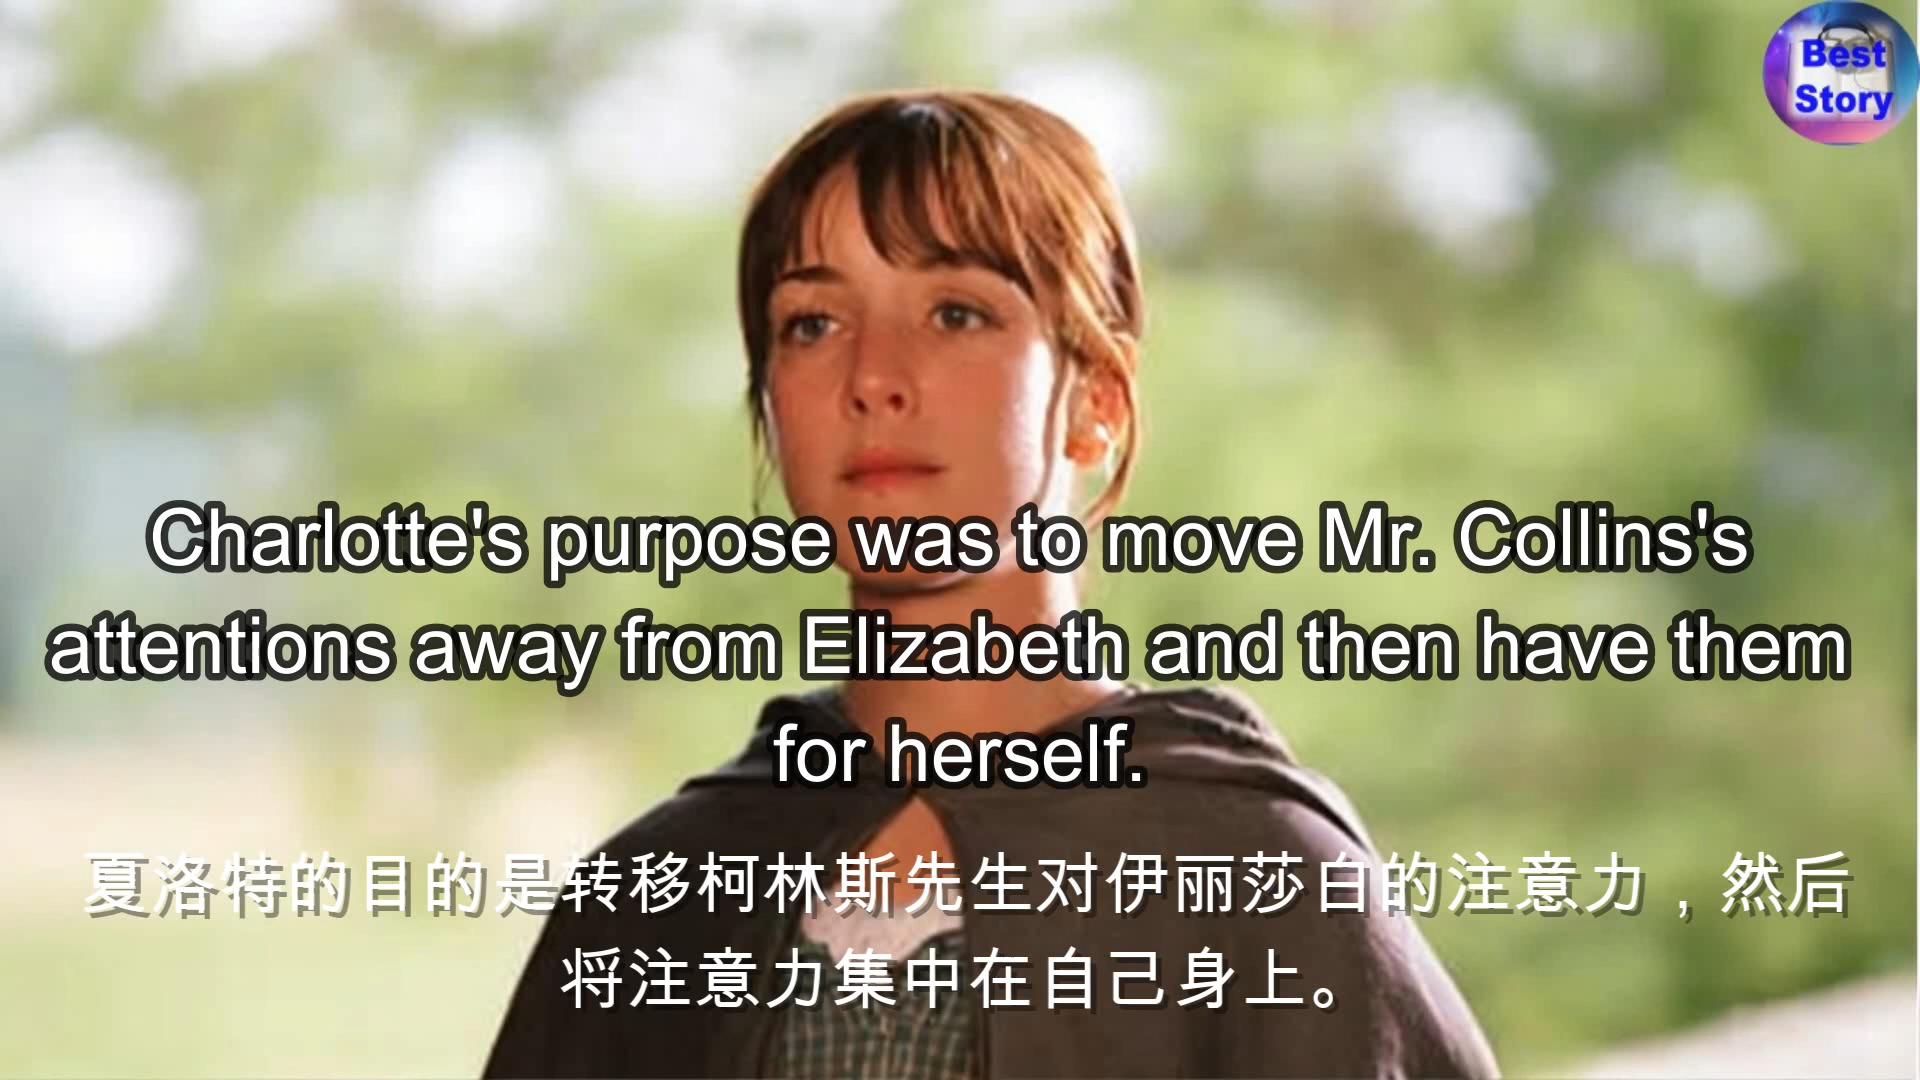 Best
Story
Charlotte's purpose was to move Mr. Collins's
attentions away from Elizabeth and then have them
for herself.
夏洛特的目的是转移柯林斯先生对伊丽莎白的注意力，然后
将注意力集中在自己身上。